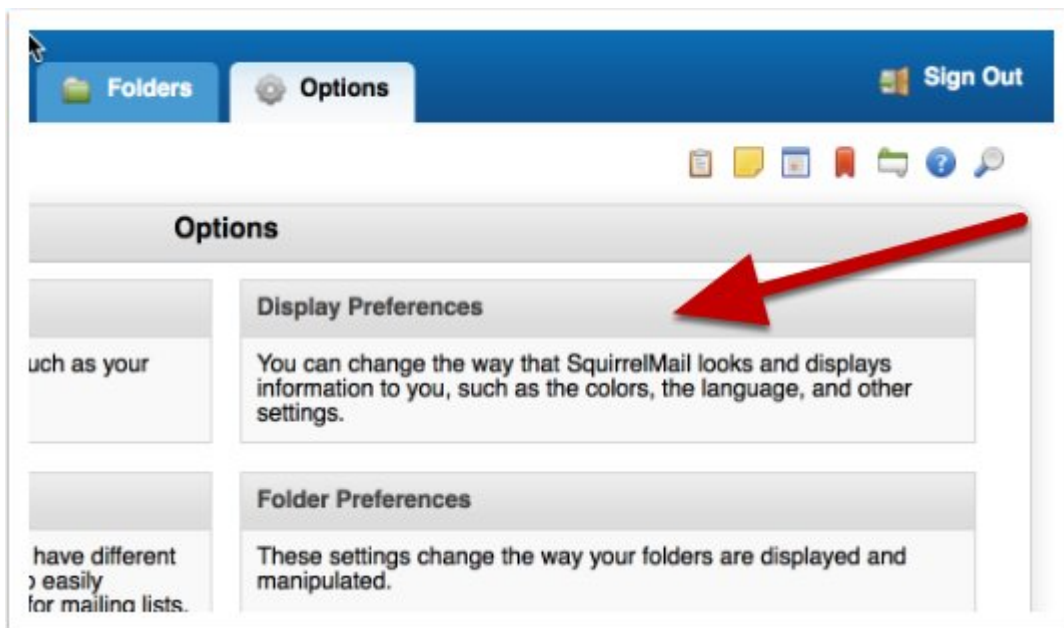 Folders
Options
Sign Out
Options
Display Preferences
uch as your
You can change the way that SquirrelMail looks and displays
information to you, such as the colors, the language, and other
settings.
Folder Preferences
have different
easily
for mailing lists.
These settings change the way your folders are displayed and
manipulated.